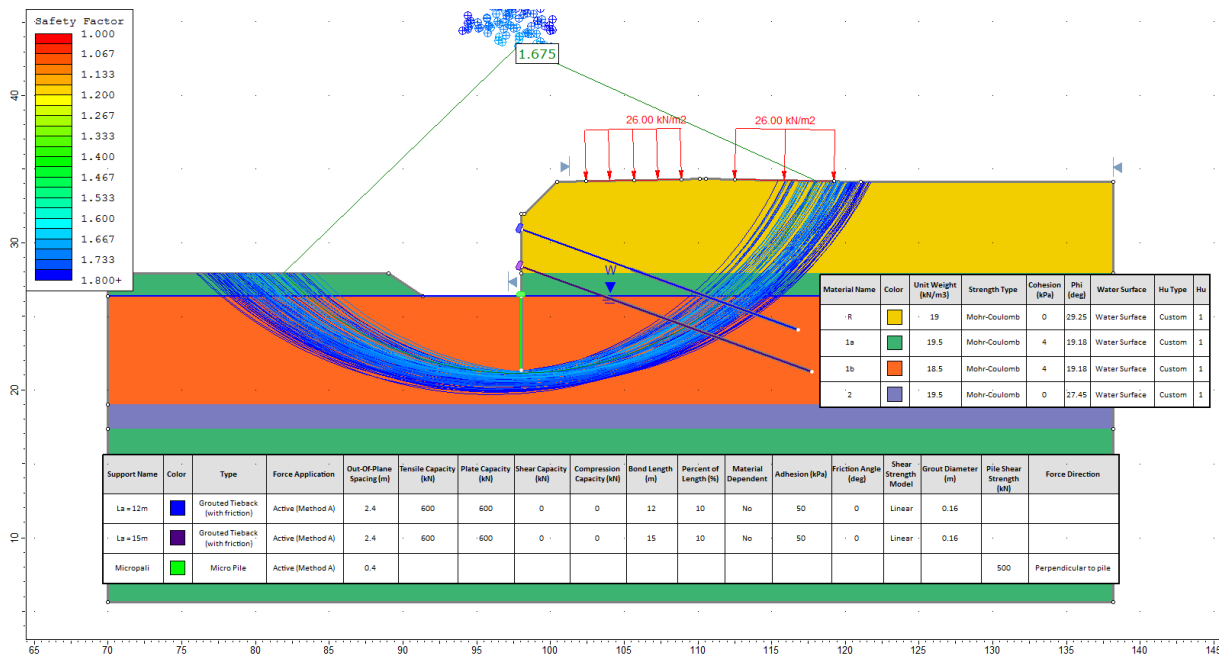 Safety Factor
1.000
1.067
1.133
1.200
1.267
1.333
1.400
1.467
1.533
1.600
1.667
1.733
1.800+
1.675
26.00 kN/m2 26.00 kN/m2
W
Material Name Color Unit Weight (kN/m3) Strength Type Cohesion (kPa) Phi (deg) Water Surface Hu Type Hu
R 19 Mohr-Coulomb 0 29.25 Water Surface Custom 1
1a 19.5 Mohr-Coulomb 4 19.18 Water Surface Custom 1
1b 18.5 Mohr-Coulomb 4 19.18 Water Surface Custom 1
2 19.5 Mohr-Coulomb 0 27.45 Water Surface Custom 1
Support Name Color Type Force Application Out-Of-Plane Spacing (m) Tensile Capacity (kN) Plate Capacity (kN) Shear Capacity (kN) Compression Capacity (kN) Bond Length (m) Percent of Length (%) Material Dependent Adhesion (kPa) Friction Angle (deg) Shear Strength Model Grout Diameter (m) Pile Shear Strength (kN) Force Direction
La = 12m Grouted Tieback (with friction) Active (Method A) 2.4 600 600 0 0 12 10 No 50 0 Linear 0.16
La = 15m Grouted Tieback (with friction) Active (Method A) 2.4 600 600 0 0 15 10 No 50 0 Linear 0.16
Micropali Micro Pile Active (Method A) 0.4 500 Perpendicular to pile
40
30
20
10
65 70 75 80 85 90 95 100 105 110 115 120 125 130 135 140 145